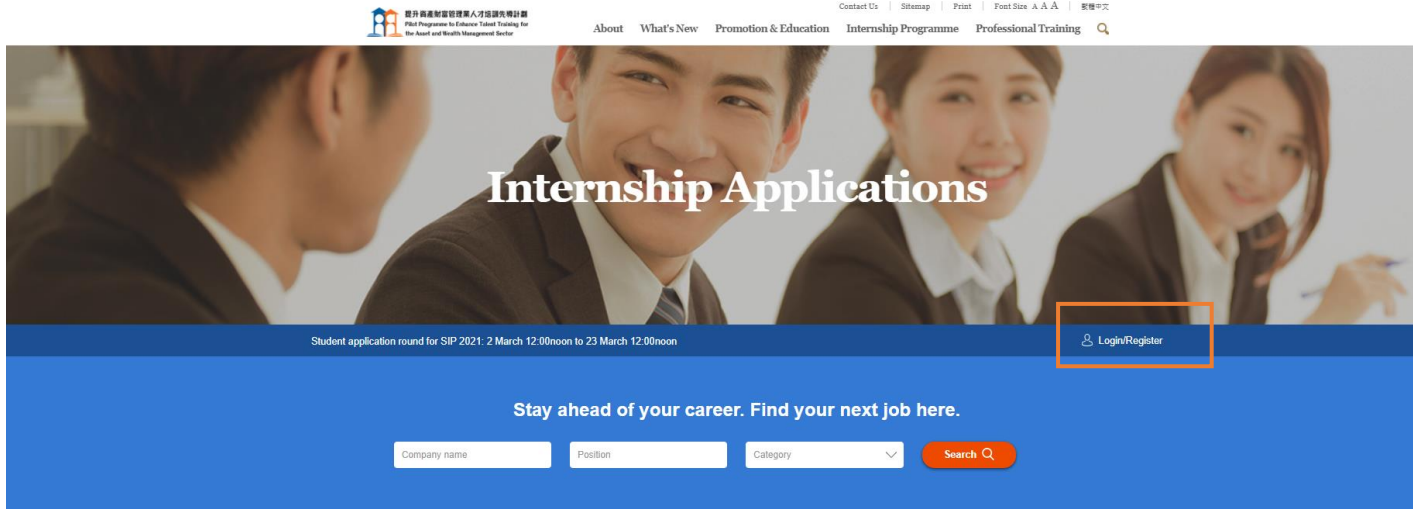 Contact Us | Sitemap | Print | Font Size A A A | 繁體中文
提升資產財富管理業人才培訓先導計劃
Pilot Programme to Enhance Talent Training for
the Asset and Wealth Management Sector
About What's New Promotion & Education Internship Programme Professional Training
Internship Applications
Student application round for SIP 2021: 2 March 12:00noon to 23 March 12:00noon
Login/Register
Stay ahead of your career. Find your next job here.
Company name Position Category Search